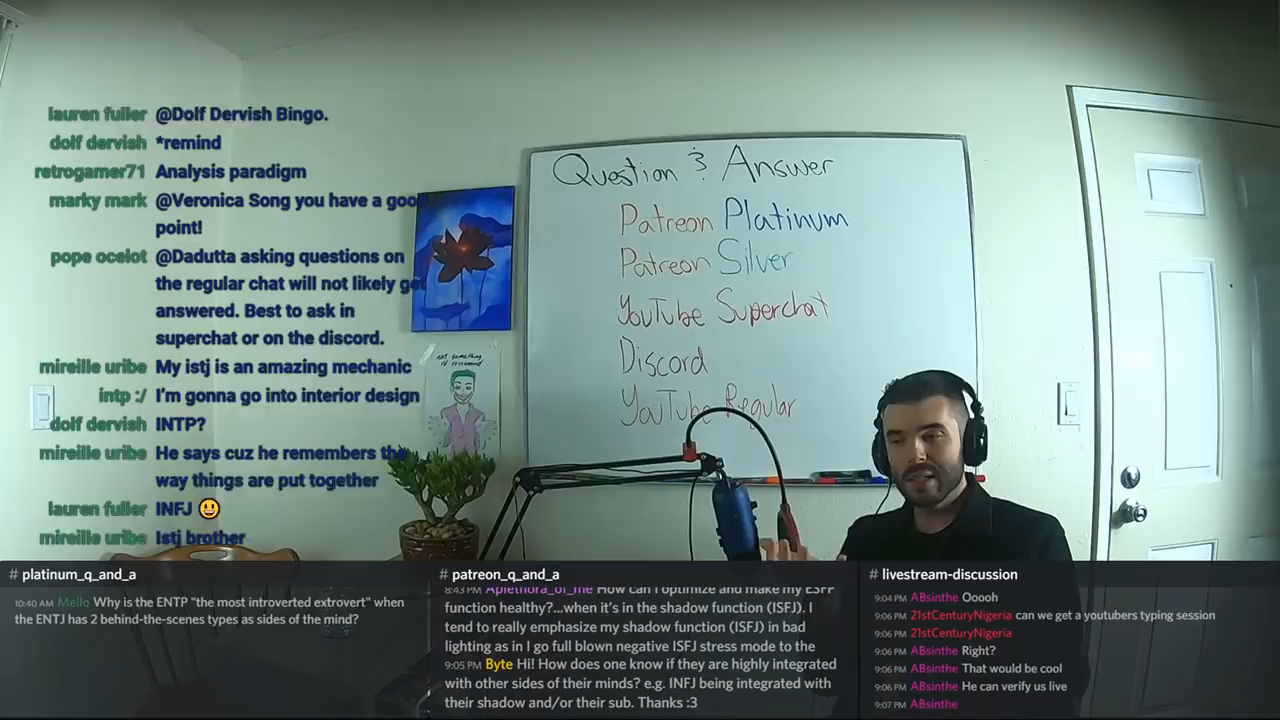 lauren fuller @Dolf Dervish Bingo.
dolf dervish *remind
retrogamer71 Analysis paradigm
marky mark @Veronica Song you have a good
point!
pope ocelot @Dadutta asking questions on
the regular chat will not likely get
answered. Best to ask in
superchat or on the discord.
mireille uribe My istj is an amazing mechanic
intp :/ I'm gonna go into interior design
dolf dervish INTP?
mireille uribe He says cuz he remembers the
way things are put together
lauren fuller INFJ 😃
mireille uribe Istj brother
Question & Answer
Patreon Platinum
Patreon Silver
YouTube Superchat
Discord
YouTube Regular
# platinum_q_and_a
10:40 AM Mello Why is the ENTP "the most introverted extrovert" when
the ENTJ has 2 behind-the-scenes types as sides of the mind?
# patreon_q_and_a
8:43 PM Aplethora_of_me How can I optimize and make my ESFP
function healthy?...when it's in the shadow function (ISFJ). I
tend to really emphasize my shadow function (ISFJ) in bad
lighting as in I go full blown negative ISFJ stress mode to the
9:05 PM Byte Hi! How does one know if they are highly integrated
with other sides of their minds? e.g. INFJ being integrated with
their shadow and/or their sub. Thanks :3
# livestream-discussion
9:04 PM ABsinthe Ooooh
9:06 PM 21stCenturyNigeria can we get a youtubers typing session
9:06 PM 21stCenturyNigeria
9:06 PM ABsinthe Right?
9:06 PM ABsinthe That would be cool
9:06 PM ABsinthe He can verify us live
9:07 PM ABsinthe